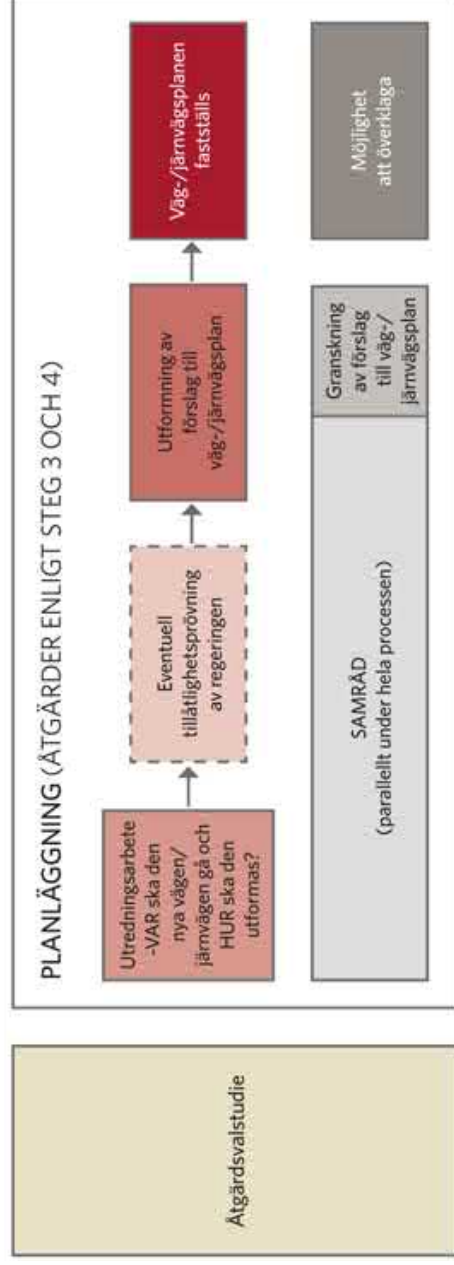 Åtgärdsvalstudie
PLANLÄGGNING (ÅTGÄRDER ENLIGT STEG 3 OCH 4)
Utredningsarbete
-VAR ska den
nya vägen/
järnvägen gå och
HUR ska den
utformas?
Eventuell
tillåtlighetsprövning
av regeringen
Utformning av
förslag till
väg-/järnvägsplan
Väg-/järnvägsplanen
fastställs
SAMRÅD
(parallellt under hela processen)
Granskning
av förslag
till väg-/
järnvägsplan
Möjlighet
att överklaga